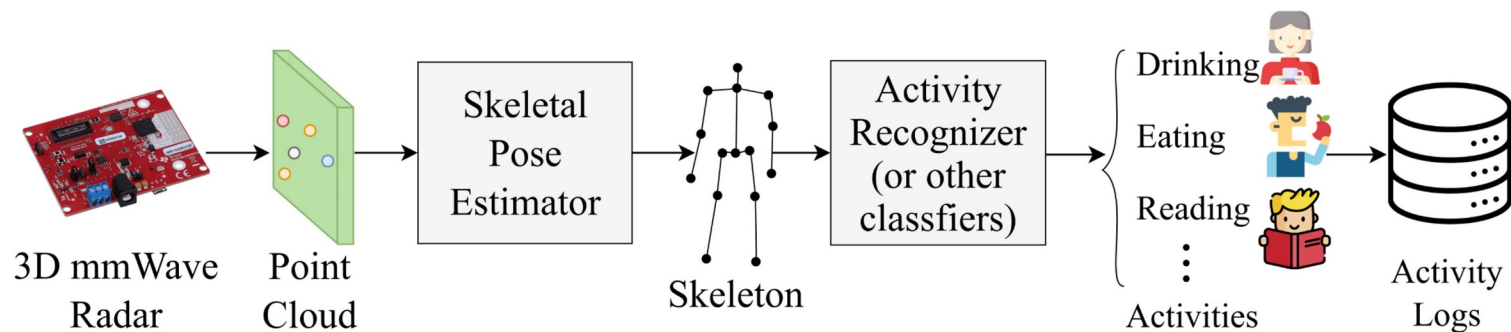 3D mmWave
Radar
Point
Cloud
Skeletal
Pose
Estimator
Skeleton
Activity
Recognizer
(or other
classfiers)
Drinking
Eating
Reading
Activities
Activity
Logs